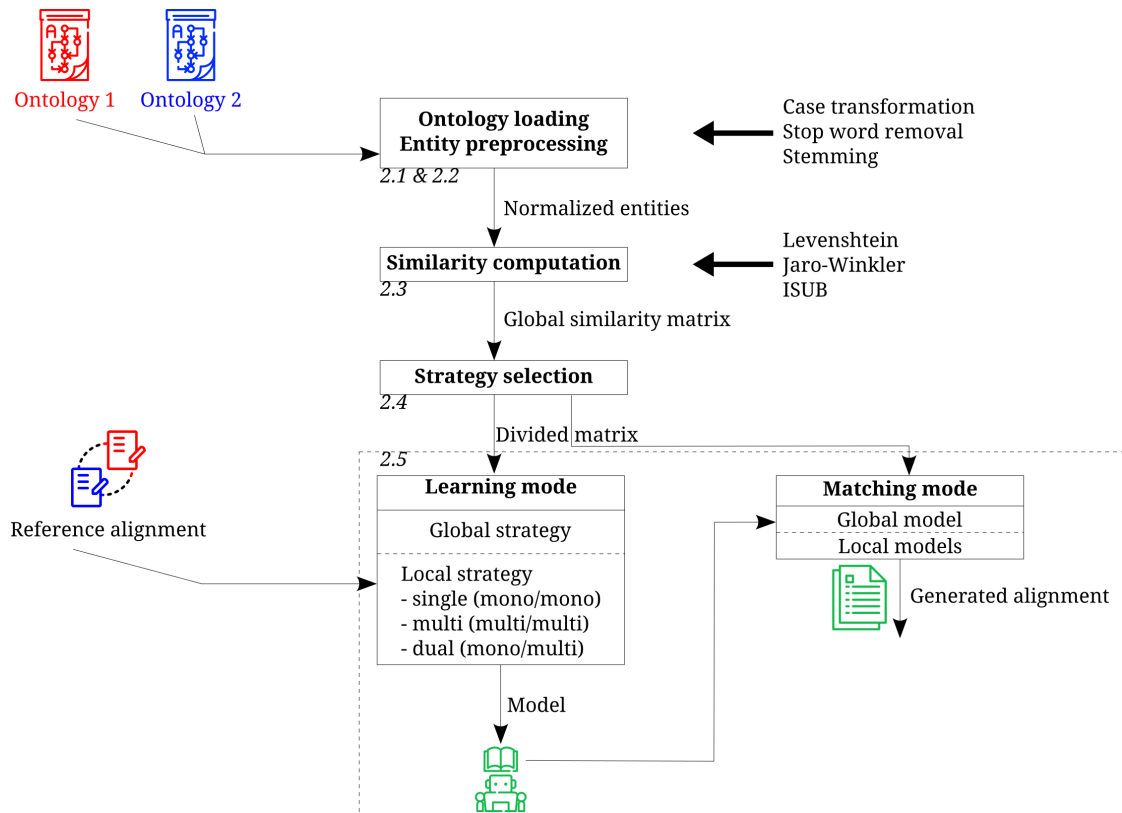 Ontology 1
Ontology 2
Ontology loading
Entity preprocessing
2.1 & 2.2
Case transformation
Stop word removal
Stemming
Normalized entities
Similarity computation
2.3
Levenshtein
Jaro-Winkler
ISUB
Global similarity matrix
Strategy selection
2.4
Divided matrix
2.5
Reference alignment
Learning mode
Global strategy
Local strategy
- single (mono/mono)
- multi (multi/multi)
- dual (mono/multi)
Model
Matching mode
Global model
Local models
Generated alignment